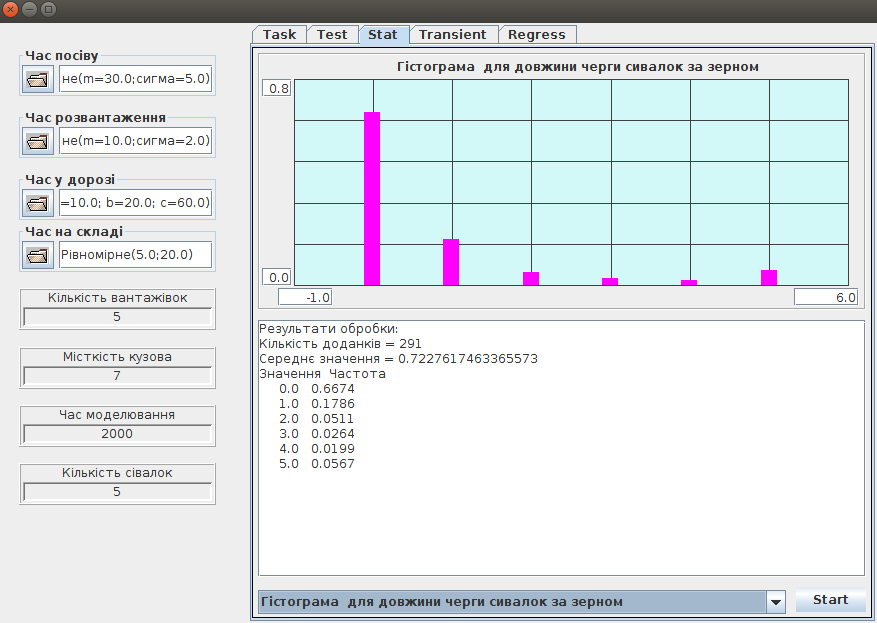 Час посіву
не(m=30.0;сигма=5.0)
Час розвантаження
не(m=10.0;сигма=2.0)
Час у дорозі
=10.0; b=20.0; c=60.0)
Час на складі
Рівномірне(5.0;20.0)
Кількість вантажівок
5
Місткість кузова
7
Час моделювання
2000
Кількість сівалок
5
Task Test Stat Transient Regress
Гістограма для довжини черги сивалок за зерном
0.8
0.0
-1.0 6.0
Результати обробки:
Кількість доданків = 291
Середнє значення = 0.7227617463365573
Значення Частота
0.0 0.6674
1.0 0.1786
2.0 0.0511
3.0 0.0264
4.0 0.0199
5.0 0.0567
Гістограма для довжини черги сивалок за зерном
Start